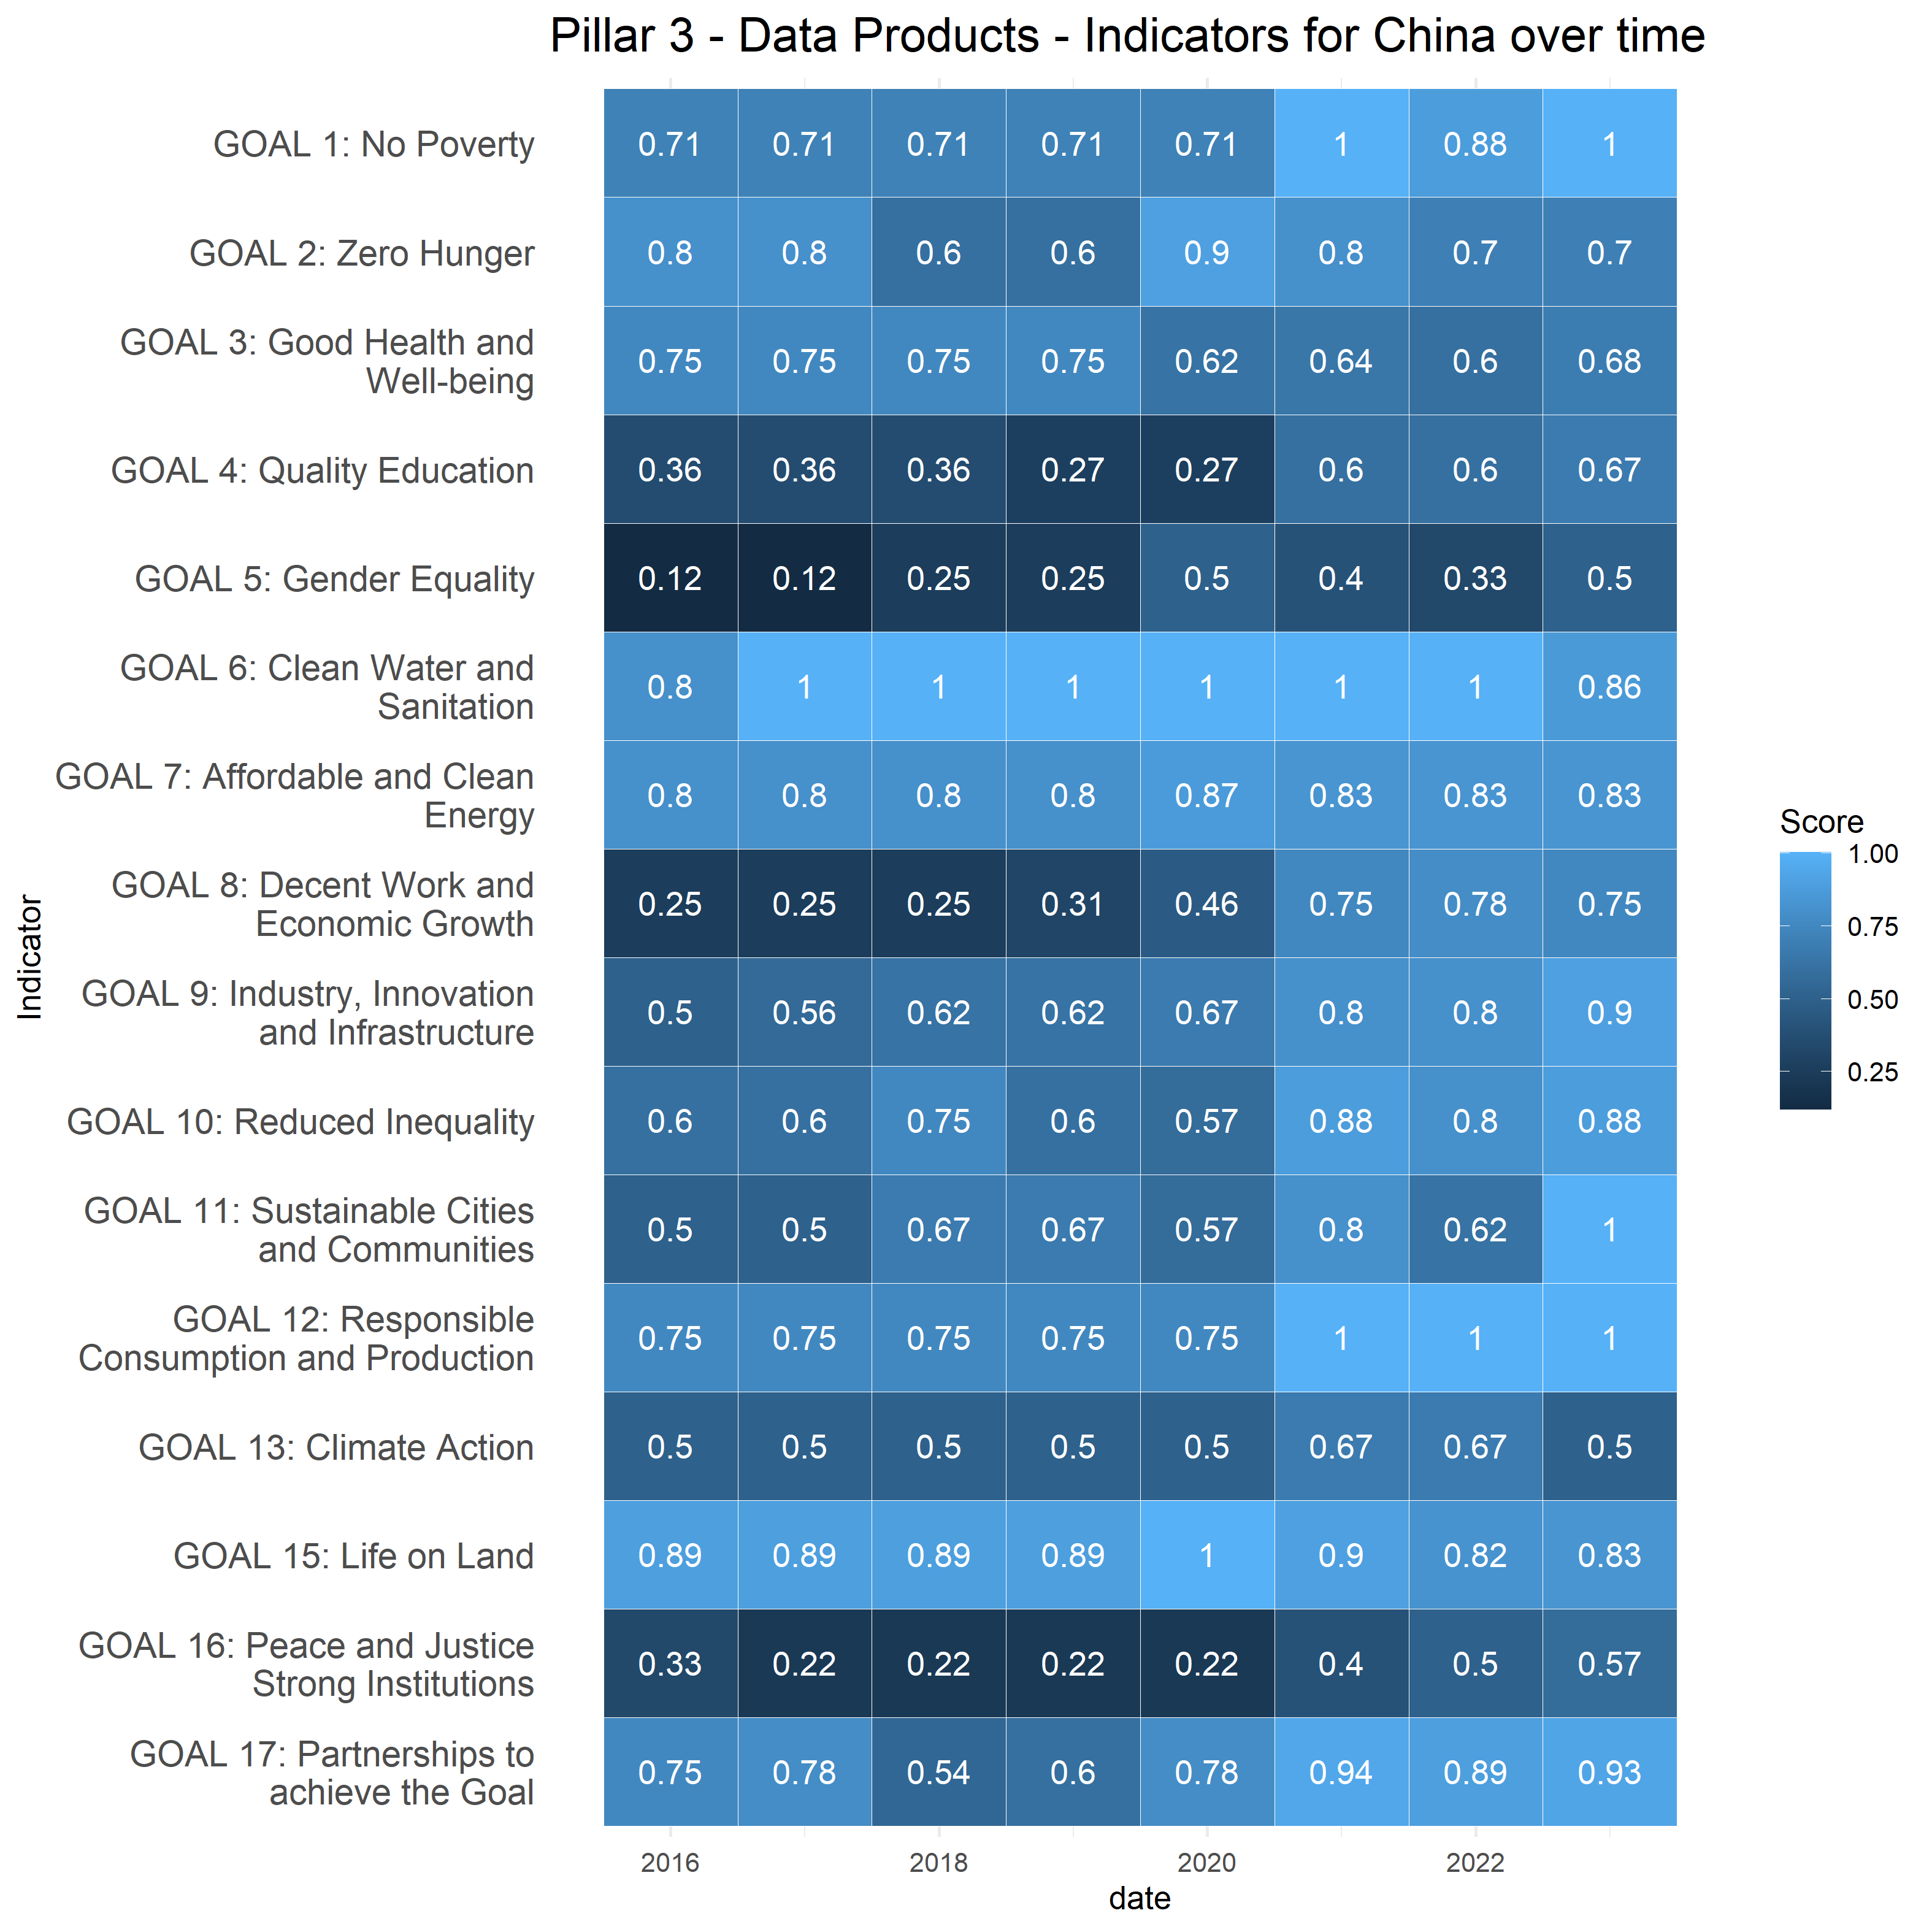 Pillar 3 - Data Products - Indicators for China over time
GOAL 1: No Poverty 0.71 0.71 0.71 0.71 0.71 1 0.88 1
GOAL 2: Zero Hunger 0.8 0.8 0.6 0.6 0.9 0.8 0.7 0.7
GOAL 3: Good Health and
Well-being 0.75 0.75 0.75 0.75 0.62 0.64 0.6 0.68
GOAL 4: Quality Education 0.36 0.36 0.36 0.27 0.27 0.6 0.6 0.67
GOAL 5: Gender Equality 0.12 0.12 0.25 0.25 0.5 0.4 0.33 0.5
GOAL 6: Clean Water and
Sanitation 0.8 1 1 1 1 1 1 0.86
GOAL 7: Affordable and Clean
Energy 0.8 0.8 0.8 0.8 0.87 0.83 0.83 0.83
GOAL 8: Decent Work and
Economic Growth 0.25 0.25 0.25 0.31 0.46 0.75 0.78 0.75
GOAL 9: Industry, Innovation
and Infrastructure 0.5 0.56 0.62 0.62 0.67 0.8 0.8 0.9
GOAL 10: Reduced Inequality 0.6 0.6 0.75 0.6 0.57 0.88 0.8 0.88
GOAL 11: Sustainable Cities
and Communities 0.5 0.5 0.67 0.67 0.57 0.8 0.62 1
GOAL 12: Responsible
Consumption and Production 0.75 0.75 0.75 0.75 0.75 1 1 1
GOAL 13: Climate Action 0.5 0.5 0.5 0.5 0.5 0.67 0.67 0.5
GOAL 15: Life on Land 0.89 0.89 0.89 0.89 1 0.9 0.82 0.83
GOAL 16: Peace and Justice
Strong Institutions 0.33 0.22 0.22 0.22 0.22 0.4 0.5 0.57
GOAL 17: Partnerships to
achieve the Goal 0.75 0.78 0.54 0.6 0.78 0.94 0.89 0.93
2016 2018 2020 2022
date
Indicator
Score
1.00
0.75
0.50
0.25